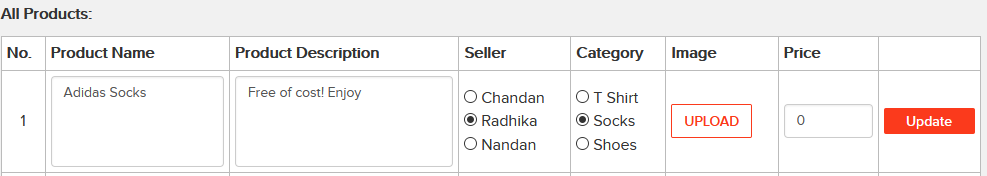 All Products:
No. Product Name Product Description Seller Category Image Price
Adidas Socks Free of cost! Enjoy
Chandan T Shirt
1 Radhika Socks UPLOAD 0 Update
Nandan Shoes